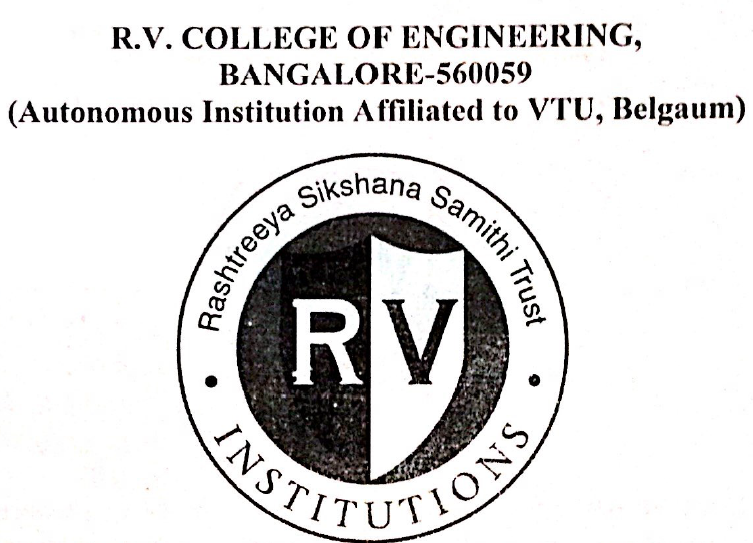 R.V. COLLEGE OF ENGINEERING,
BANGALORE-560059
(Autonomous Institution Affiliated to VTU, Belgaum)
Rashtreeya Sikshana Samithi Trust
RV
INSTITUTIONS